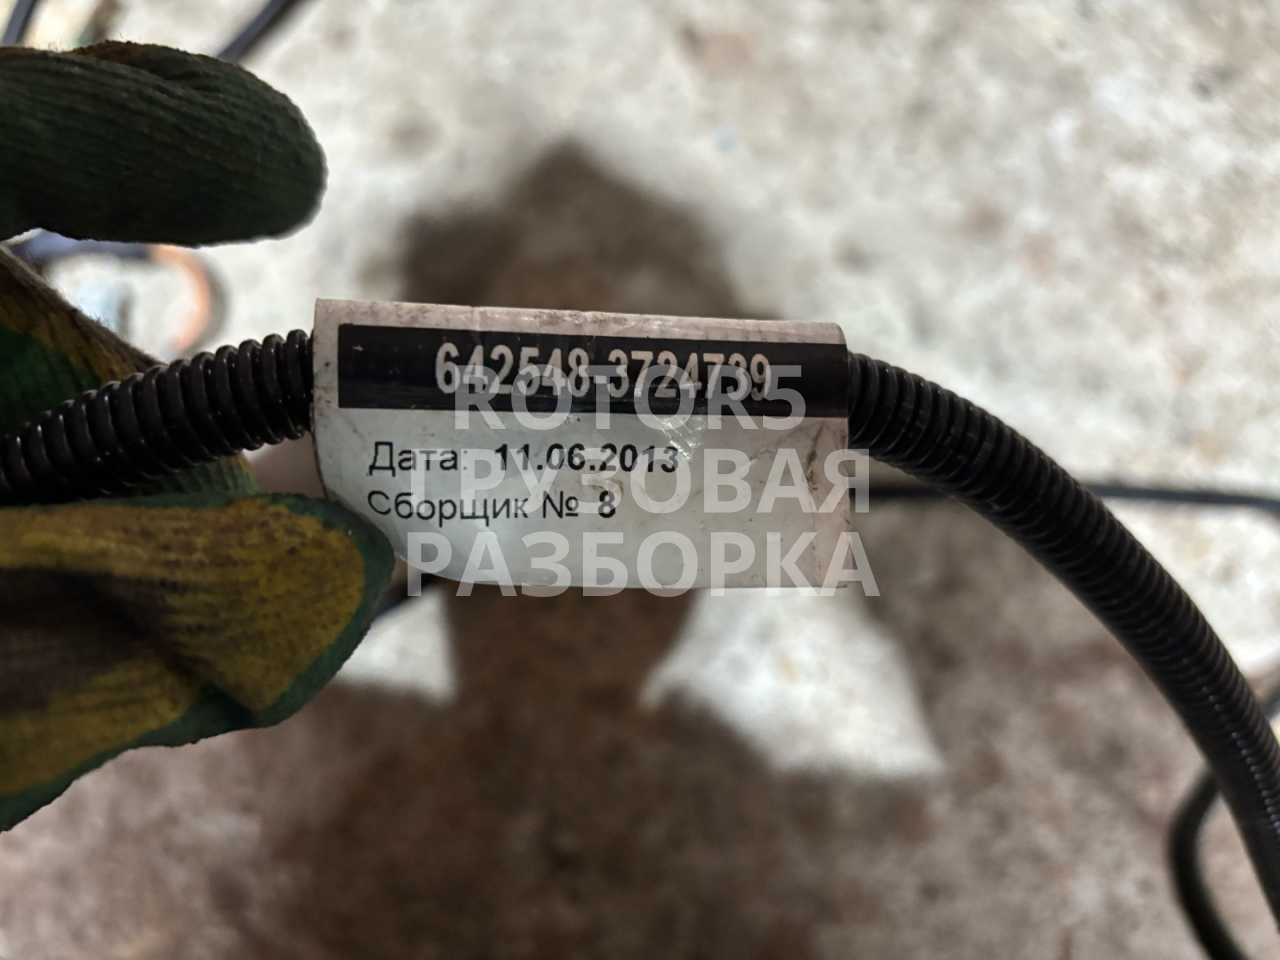 642548-3724739
Дата: 11.06.2013
Сборщик № 8
ROTOR5
ГРУЗОВАЯ
РАЗБОРКА